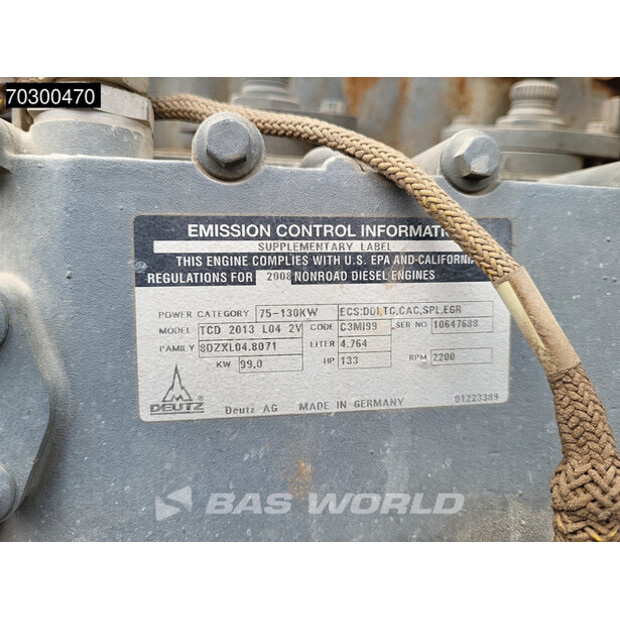 70300470
EMISSION CONTROL INFORMATI
SUPPLEMENTARY LABEL
THIS ENGINE COMPLIES WITH U.S. EPA AND CALIFORNI
REGULATIONS FOR 2008 NONROAD DIESEL ENGINES
POWER CATEGORY 75-130KW ECS:DDI,TC,CAC,SPL,EGR
MODEL TCD 2013 L04 2V CODE C3MI99 SER NO 10647688
FAMILY 8DZXL04.8071 LITER 4.764
KW 99.0 HP 133 RPM 2200
DEUTZ Deutz AG MADE IN GERMANY 01223389
BAS WORLD